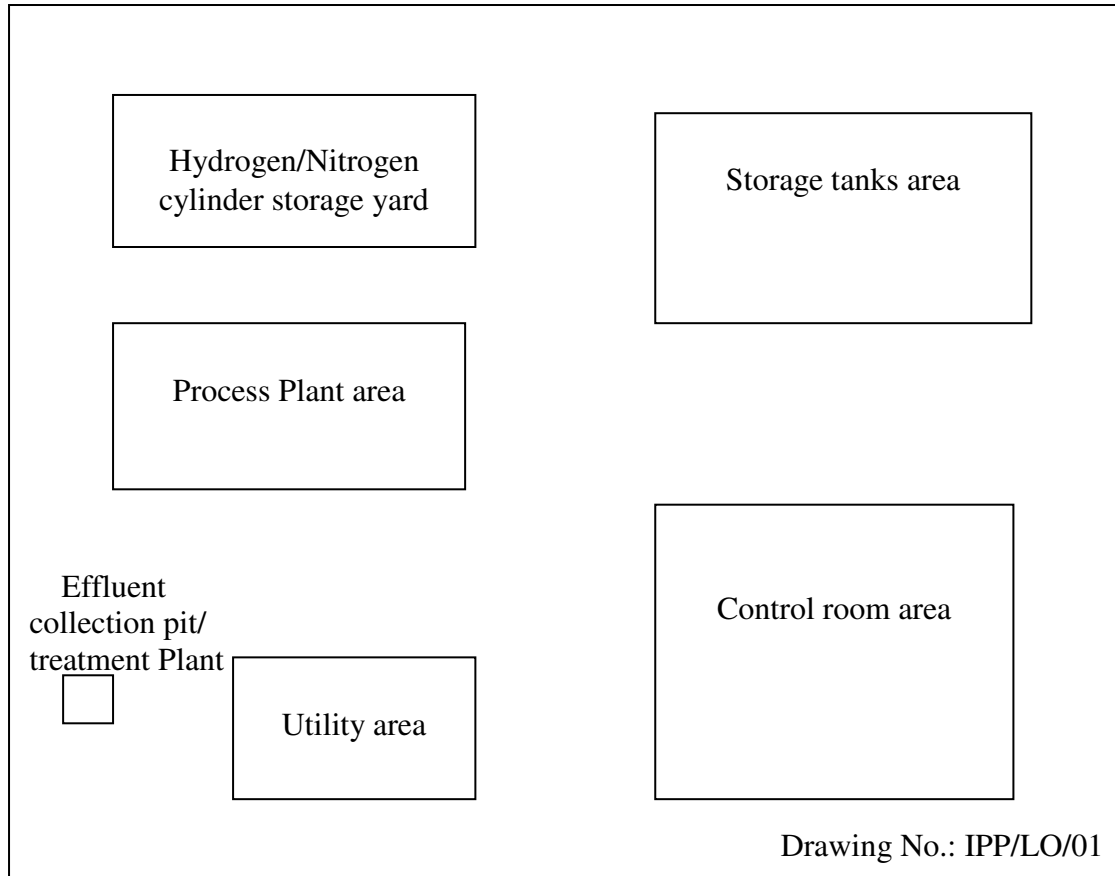 Hydrogen/Nitrogen
cylinder storage yard
Storage tanks area
Process Plant area
Effluent
collection pit/
treatment Plant
Control room area
Utility area
Drawing No.: IPP/LO/01